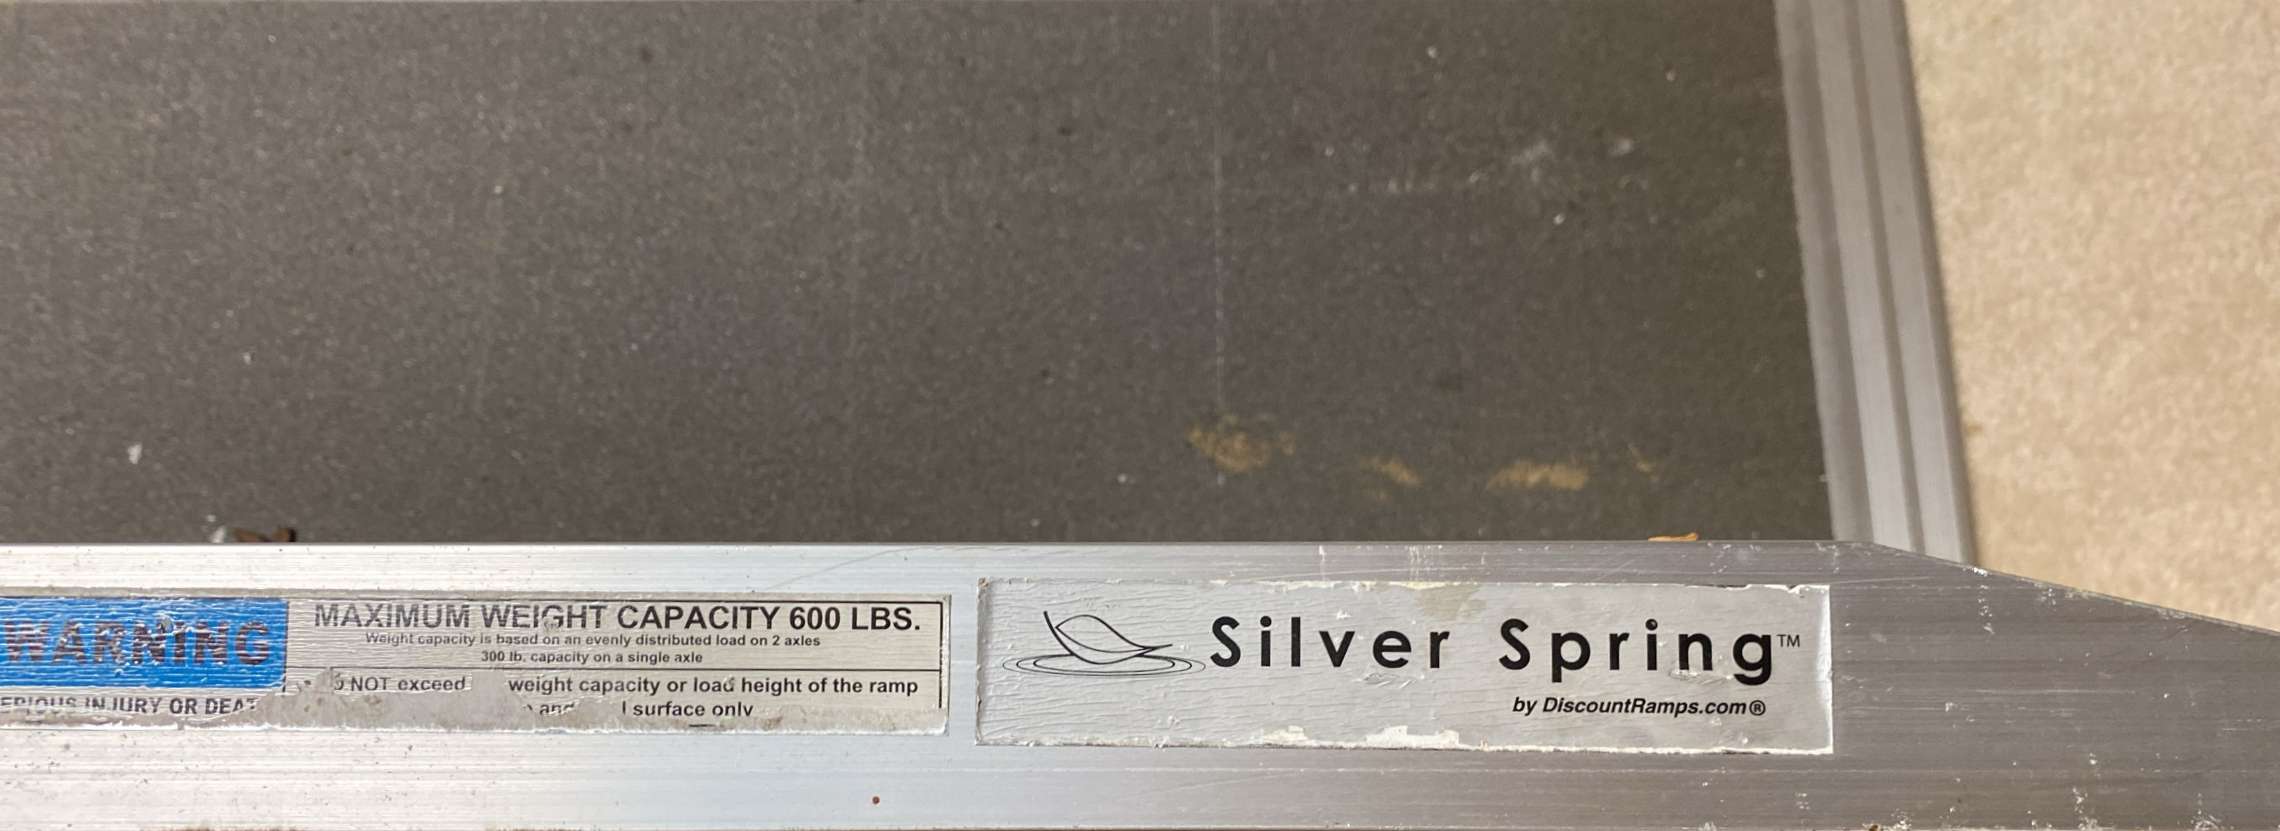 WARNING
MAXIMUM WEIGHT CAPACITY 600 LBS.
Weight capacity is based on an evenly distributed load on 2 axles
300 lb. capacity on a single axle
NOT exceed weight capacity or load height of the ramp
INJURY OR
surface only
Silver Spring™
by DiscountRamps.com®